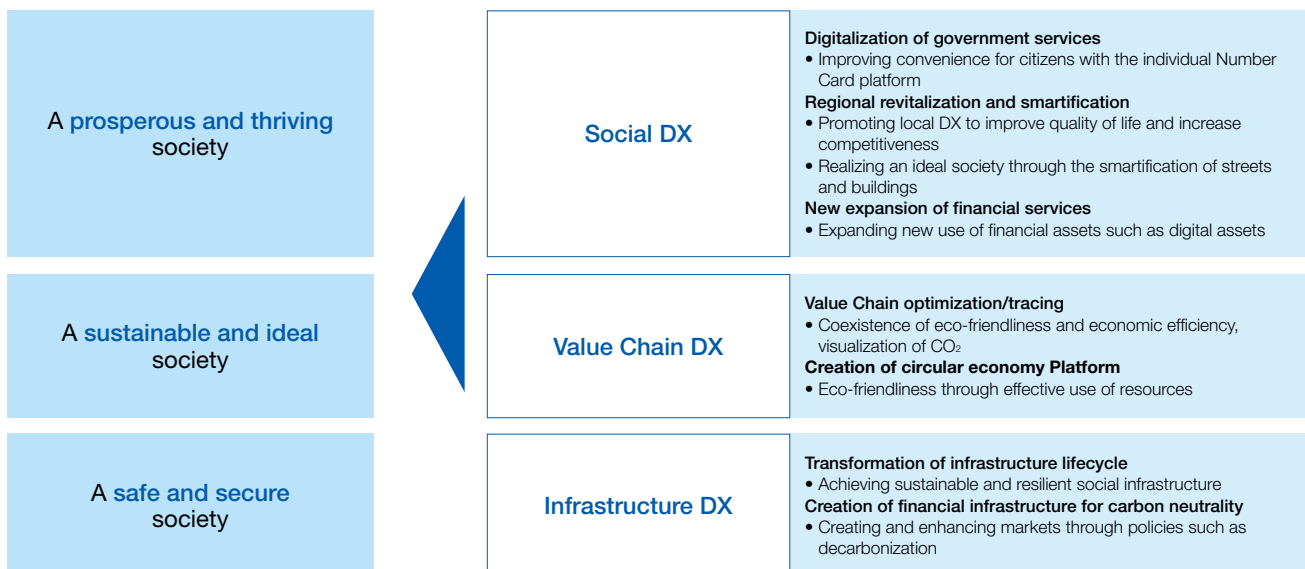 A prosperous and thriving
society
Social DX
Digitalization of government services
• Improving convenience for citizens with the individual Number
Card platform
Regional revitalization and smartification
• Promoting local DX to improve quality of life and increase
competitiveness
• Realizing an ideal society through the smartification of streets
and buildings
New expansion of financial services
• Expanding new use of financial assets such as digital assets
A sustainable and ideal
society
Value Chain DX
Value Chain optimization/tracing
• Coexistence of eco-friendliness and economic efficiency,
visualization of CO₂
Creation of circular economy Platform
• Eco-friendliness through effective use of resources
A safe and secure
society
Infrastructure DX
Transformation of infrastructure lifecycle
• Achieving sustainable and resilient social infrastructure
Creation of financial infrastructure for carbon neutrality
• Creating and enhancing markets through policies such as
decarbonization